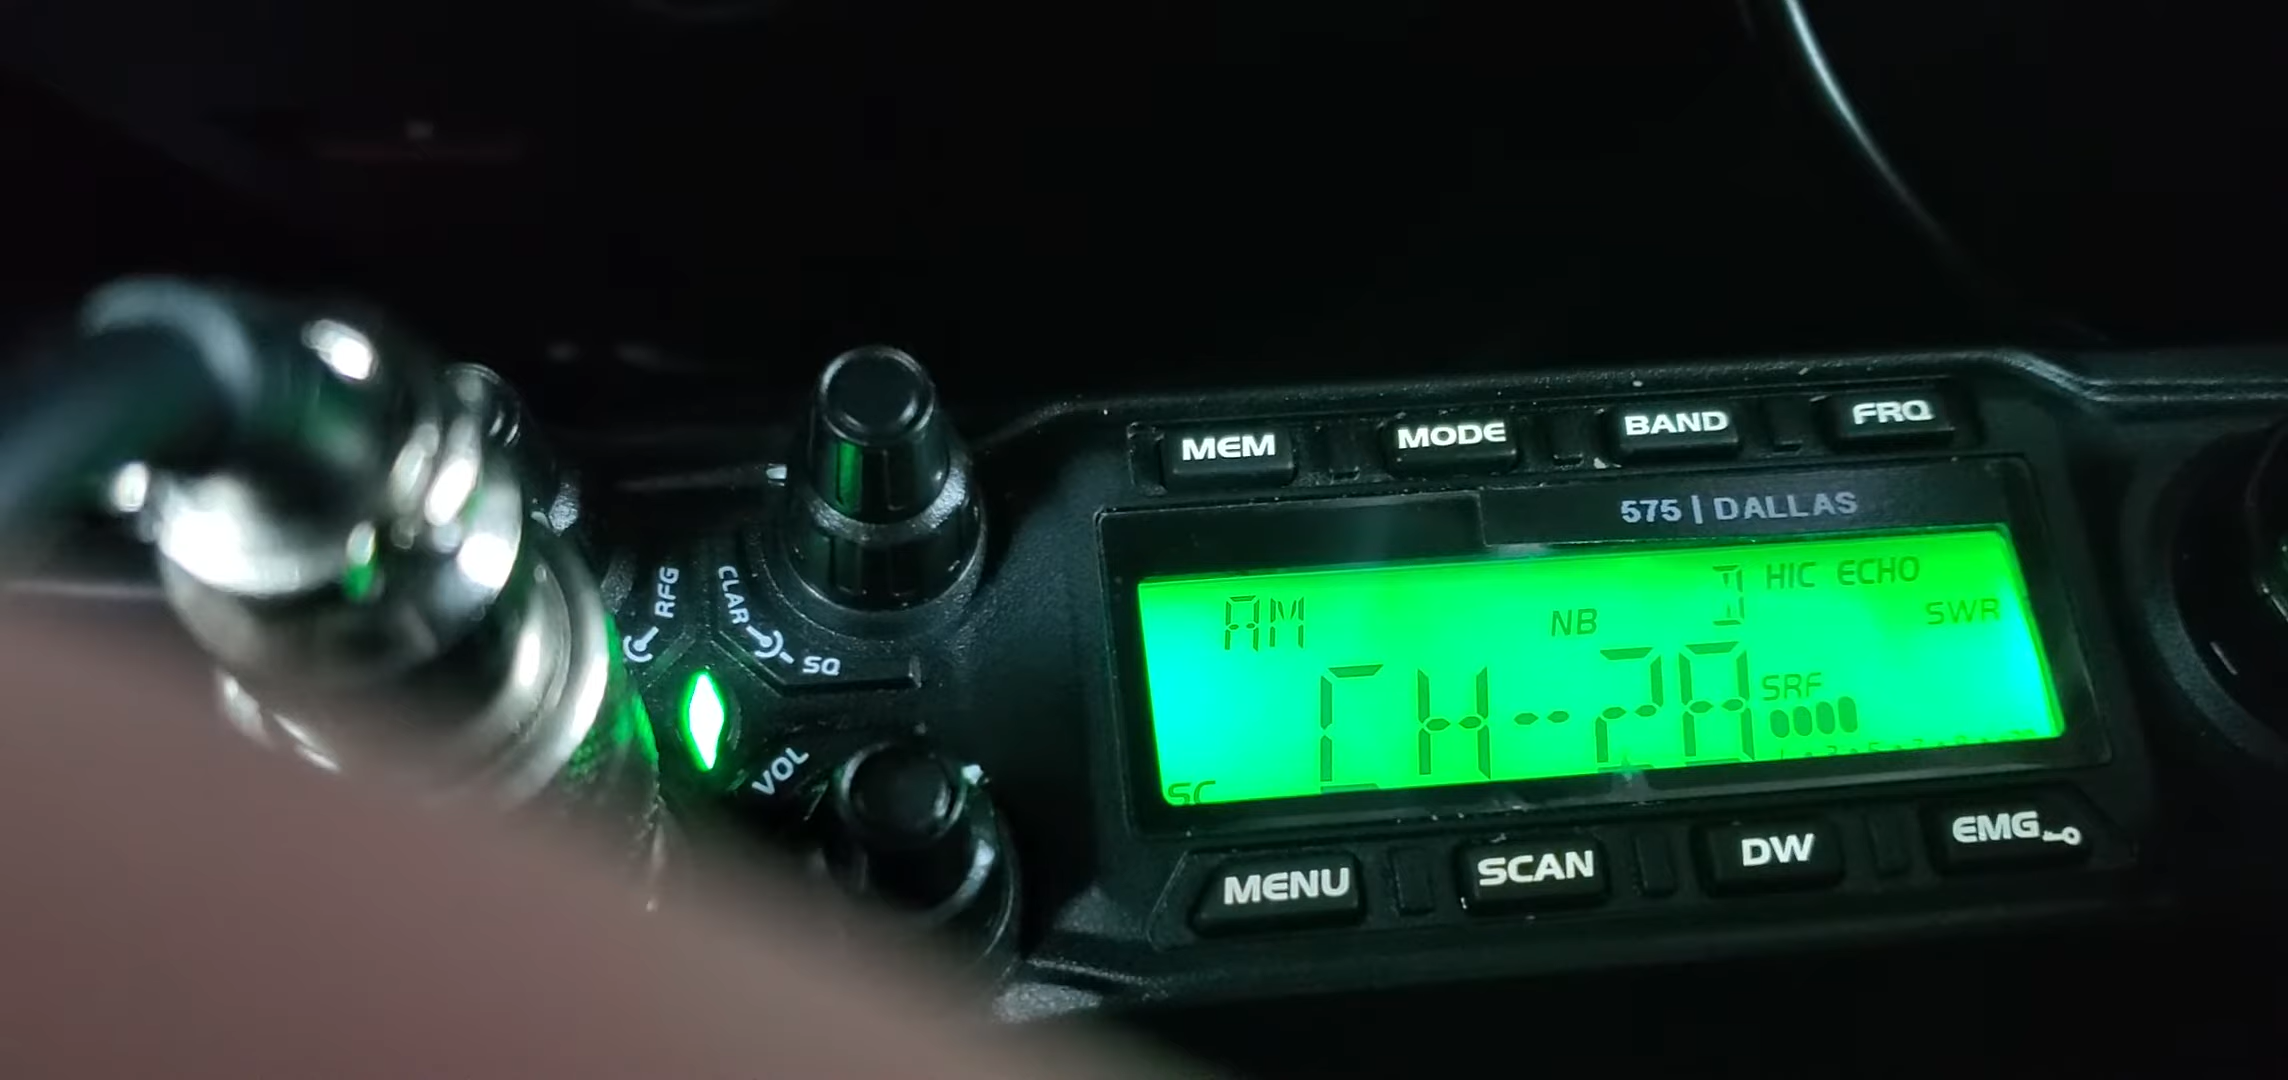 MEM MODE BAND FRQ
575 | DALLAS
HIC ECHO
AM NB SWR
CH-28 SRF
SC
RFG CLAR SQ
VOL
MENU SCAN DW EMG